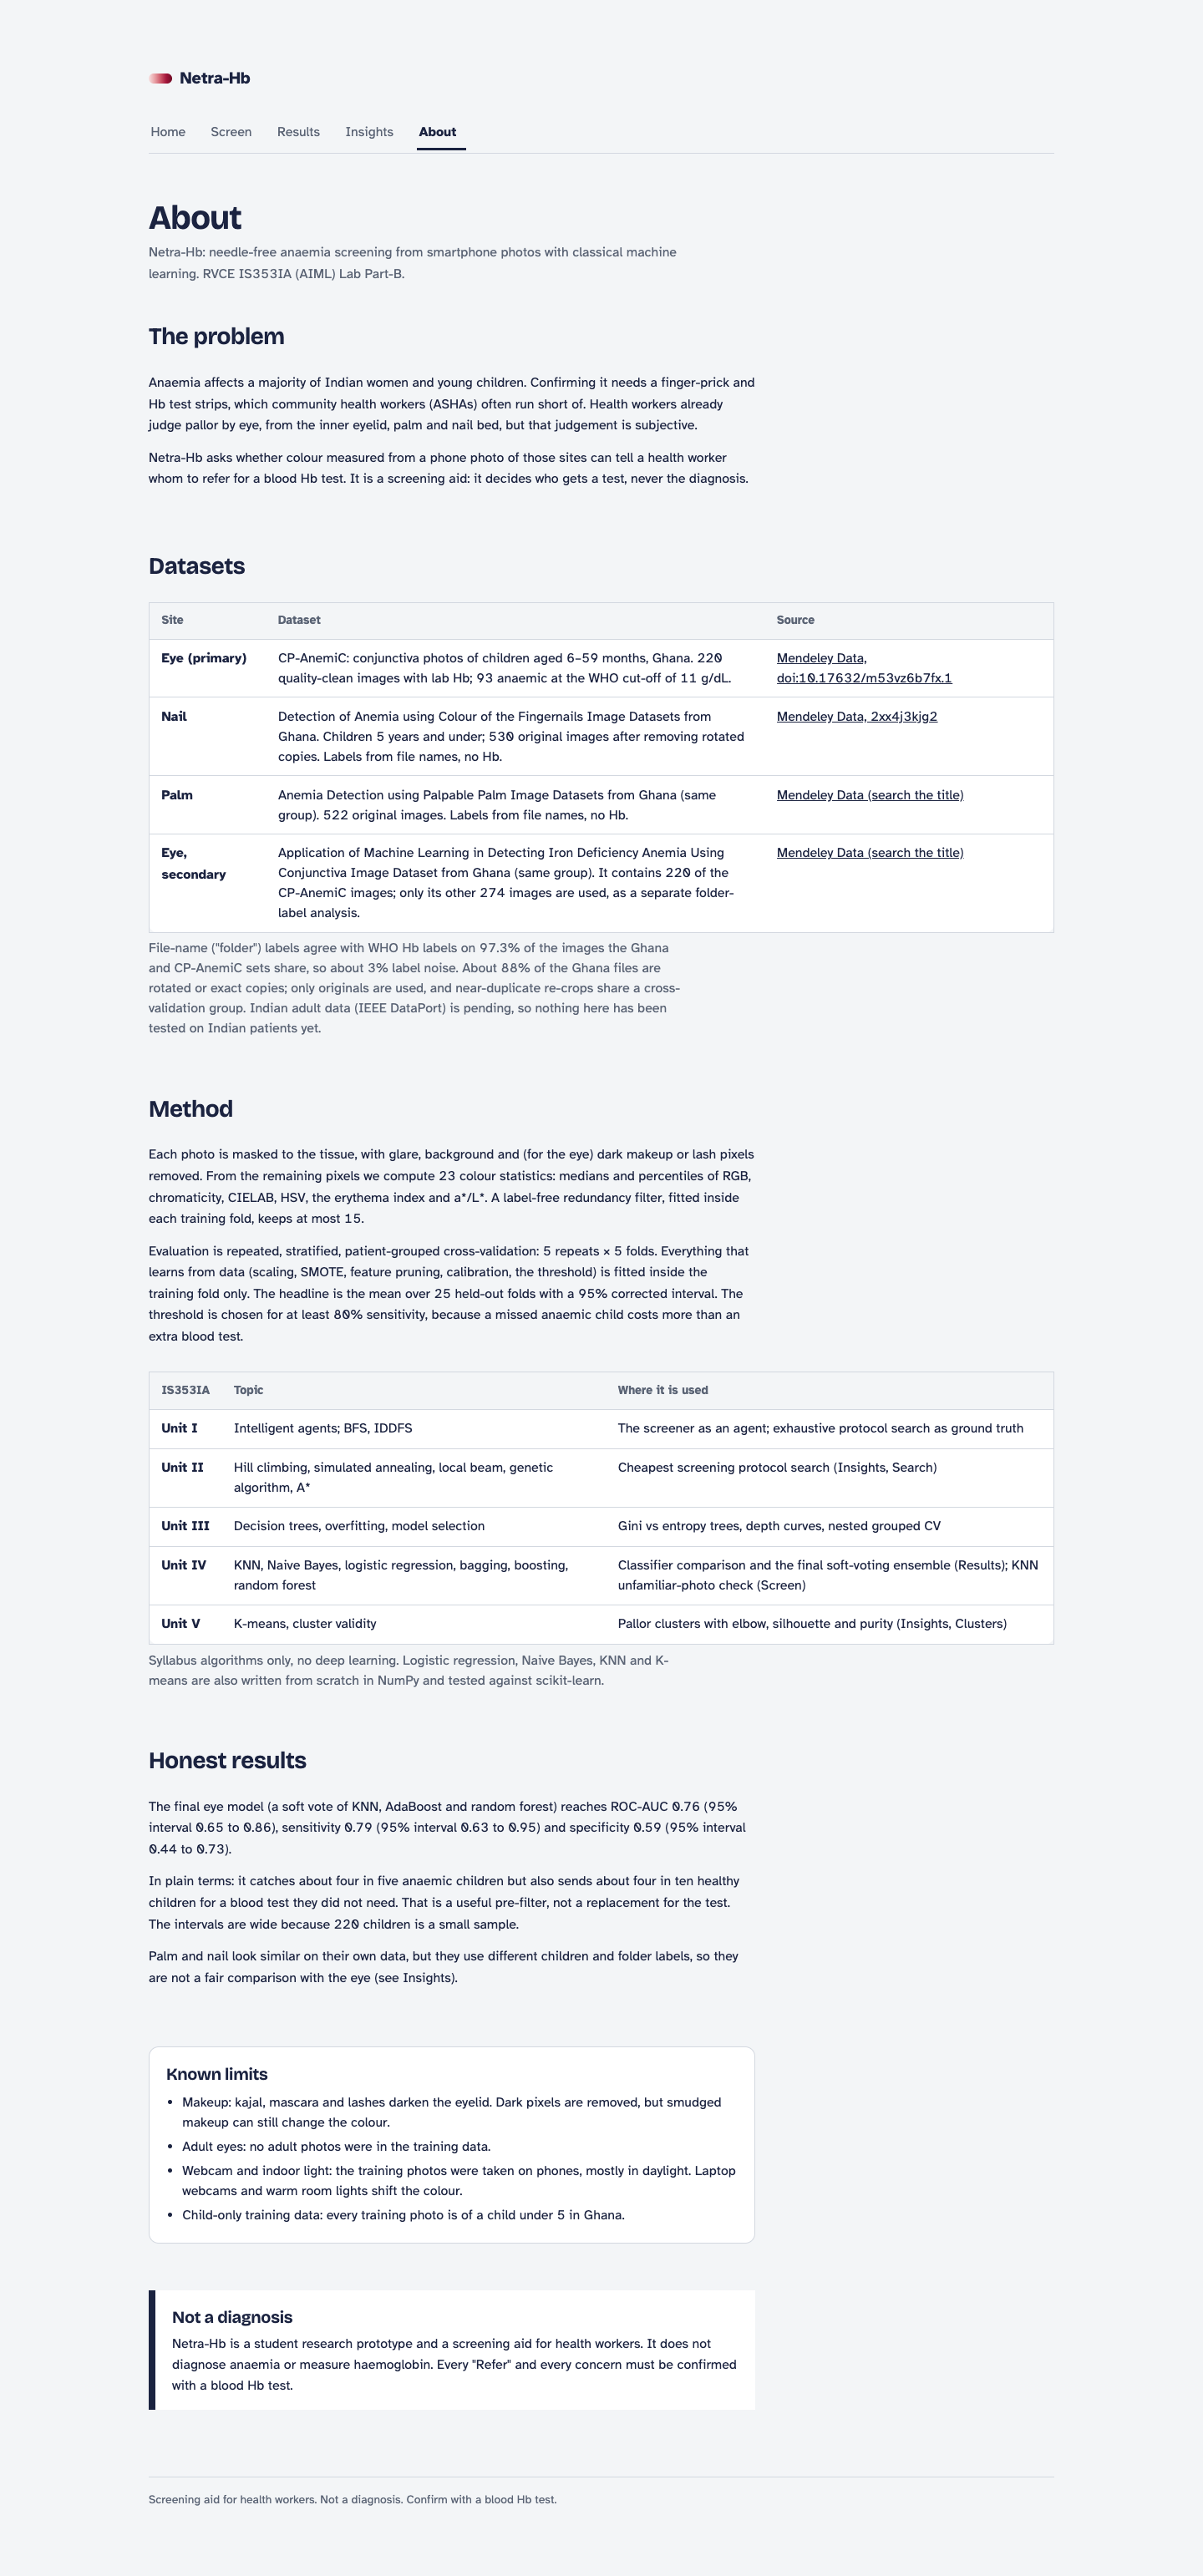 Netra-Hb
Home Screen Results Insights About
About
Netra-Hb: needle-free anaemia screening from smartphone photos with classical machine
learning. RVCE IS353IA (AIML) Lab Part-B.
The problem
Anaemia affects a majority of Indian women and young children. Confirming it needs a finger-prick and
Hb test strips, which community health workers (ASHAs) often run short of. Health workers already
judge pallor by eye, from the inner eyelid, palm and nail bed, but that judgement is subjective.
Netra-Hb asks whether colour measured from a phone photo of those sites can tell a health worker
whom to refer for a blood Hb test. It is a screening aid: it decides who gets a test, never the diagnosis.
Datasets
Site Dataset Source
Eye (primary) CP-AnemiC: conjunctiva photos of children aged 6–59 months, Ghana. 220 Mendeley Data,
quality-clean images with lab Hb; 93 anaemic at the WHO cut-off of 11 g/dL. doi:10.17632/m53vz6b7fx.1
Nail Detection of Anemia using Colour of the Fingernails Image Datasets from Mendeley Data, 2xx4j3kjg2
Ghana. Children 5 years and under; 530 original images after removing rotated
copies. Labels from file names, no Hb.
Palm Anemia Detection using Palpable Palm Image Datasets from Ghana (same Mendeley Data (search the title)
group). 522 original images. Labels from file names, no Hb.
Eye, Application of Machine Learning in Detecting Iron Deficiency Anemia Using Mendeley Data (search the title)
secondary Conjunctiva Image Dataset from Ghana (same group). It contains 220 of the
CP-AnemiC images; only its other 274 images are used, as a separate folder-
label analysis.
File-name ("folder") labels agree with WHO Hb labels on 97.3% of the images the Ghana
and CP-AnemiC sets share, so about 3% label noise. About 88% of the Ghana files are
rotated or exact copies; only originals are used, and near-duplicate re-crops share a cross-
validation group. Indian adult data (IEEE DataPort) is pending, so nothing here has been
tested on Indian patients yet.
Method
Each photo is masked to the tissue, with glare, background and (for the eye) dark makeup or lash pixels
removed. From the remaining pixels we compute 23 colour statistics: medians and percentiles of RGB,
chromaticity, CIELAB, HSV, the erythema index and a*/L*. A label-free redundancy filter, fitted inside
each training fold, keeps at most 15.
Evaluation is repeated, stratified, patient-grouped cross-validation: 5 repeats × 5 folds. Everything that
learns from data (scaling, SMOTE, feature pruning, calibration, the threshold) is fitted inside the
training fold only. The headline is the mean over 25 held-out folds with a 95% corrected interval. The
threshold is chosen for at least 80% sensitivity, because a missed anaemic child costs more than an
extra blood test.
IS353IA Topic Where it is used
Unit I Intelligent agents; BFS, IDDFS The screener as an agent; exhaustive protocol search as ground truth
Unit II Hill climbing, simulated annealing, local beam, genetic Cheapest screening protocol search (Insights, Search)
algorithm, A*
Unit III Decision trees, overfitting, model selection Gini vs entropy trees, depth curves, nested grouped CV
Unit IV KNN, Naive Bayes, logistic regression, bagging, boosting, Classifier comparison and the final soft-voting ensemble (Results); KNN
random forest unfamiliar-photo check (Screen)
Unit V K-means, cluster validity Pallor clusters with elbow, silhouette and purity (Insights, Clusters)
Syllabus algorithms only, no deep learning. Logistic regression, Naive Bayes, KNN and K-
means are also written from scratch in NumPy and tested against scikit-learn.
Honest results
The final eye model (a soft vote of KNN, AdaBoost and random forest) reaches ROC-AUC 0.76 (95%
interval 0.65 to 0.86), sensitivity 0.79 (95% interval 0.63 to 0.95) and specificity 0.59 (95% interval
0.44 to 0.73).
In plain terms: it catches about four in five anaemic children but also sends about four in ten healthy
children for a blood test they did not need. That is a useful pre-filter, not a replacement for the test.
The intervals are wide because 220 children is a small sample.
Palm and nail look similar on their own data, but they use different children and folder labels, so they
are not a fair comparison with the eye (see Insights).
Known limits
• Makeup: kajal, mascara and lashes darken the eyelid. Dark pixels are removed, but smudged
makeup can still change the colour.
• Adult eyes: no adult photos were in the training data.
• Webcam and indoor light: the training photos were taken on phones, mostly in daylight. Laptop
webcams and warm room lights shift the colour.
• Child-only training data: every training photo is of a child under 5 in Ghana.
Not a diagnosis
Netra-Hb is a student research prototype and a screening aid for health workers. It does not
diagnose anaemia or measure haemoglobin. Every "Refer" and every concern must be confirmed
with a blood Hb test.
Screening aid for health workers. Not a diagnosis. Confirm with a blood Hb test.